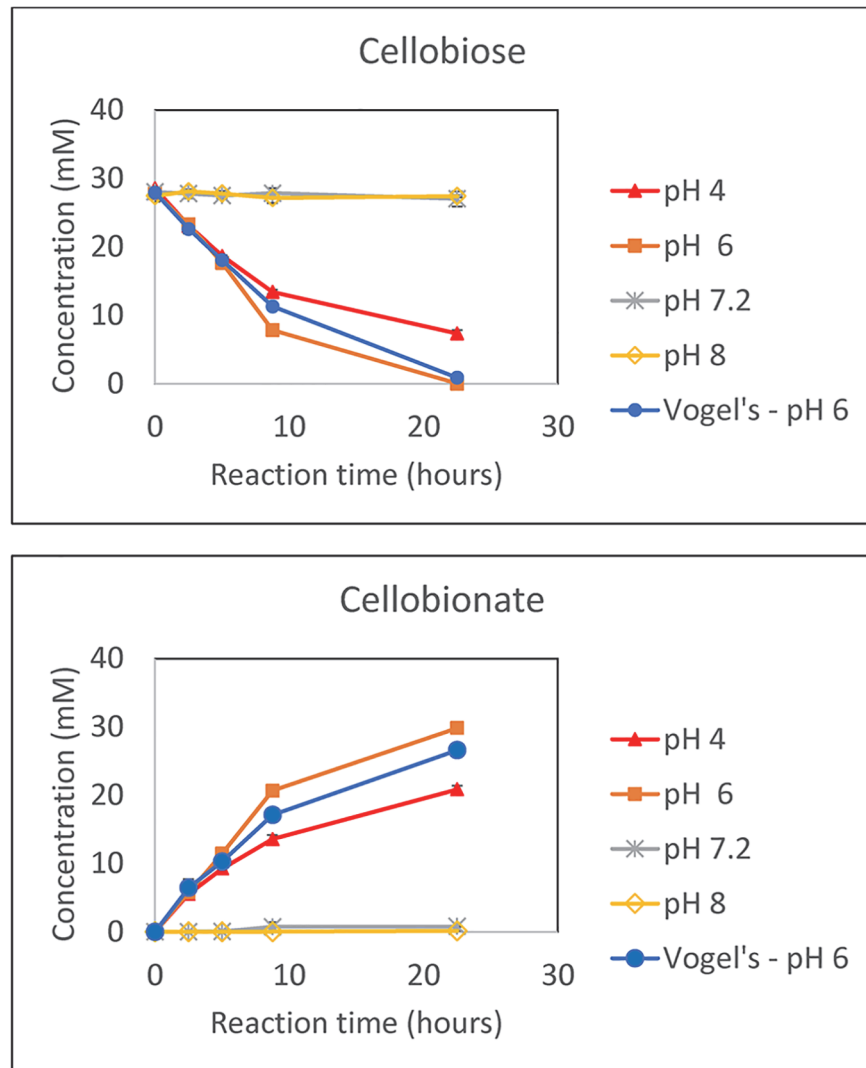 Cellobiose
Concentration (mM)
40
30
20
10
0
0 10 20 30
Reaction time (hours)
pH 4
pH  6
pH 7.2
pH 8
Vogel's - pH 6
Cellobionate
Concentration (mM)
40
30
20
10
0
0 10 20 30
Reaction time (hours)
pH 4
pH  6
pH 7.2
pH 8
Vogel's - pH 6